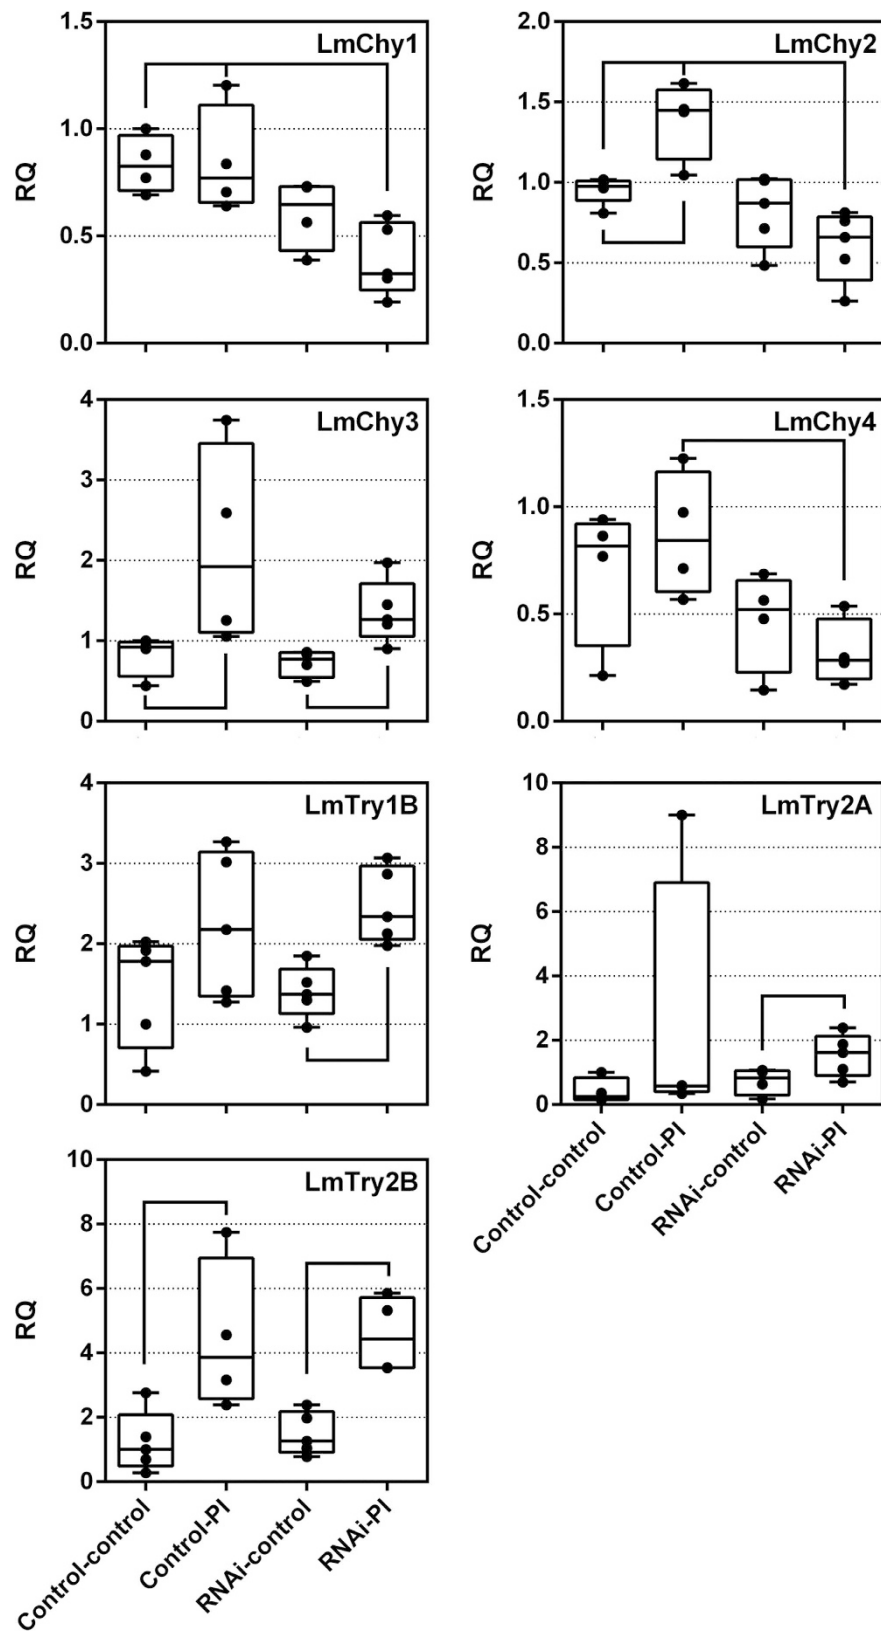 LmChy1
RQ
1.5
1.0
0.5
0.0
LmChy2
RQ
2.0
1.5
1.0
0.5
0.0
LmChy3
RQ
4
3
2
1
0
LmChy4
RQ
1.5
1.0
0.5
0.0
LmTry1B
RQ
4
3
2
1
0
LmTry2A
RQ
10
8
6
4
2
0
Control-control
Control-PI
RNAi-control
RNAi-PI
LmTry2B
RQ
10
8
6
4
2
0
Control-control
Control-PI
RNAi-control
RNAi-PI